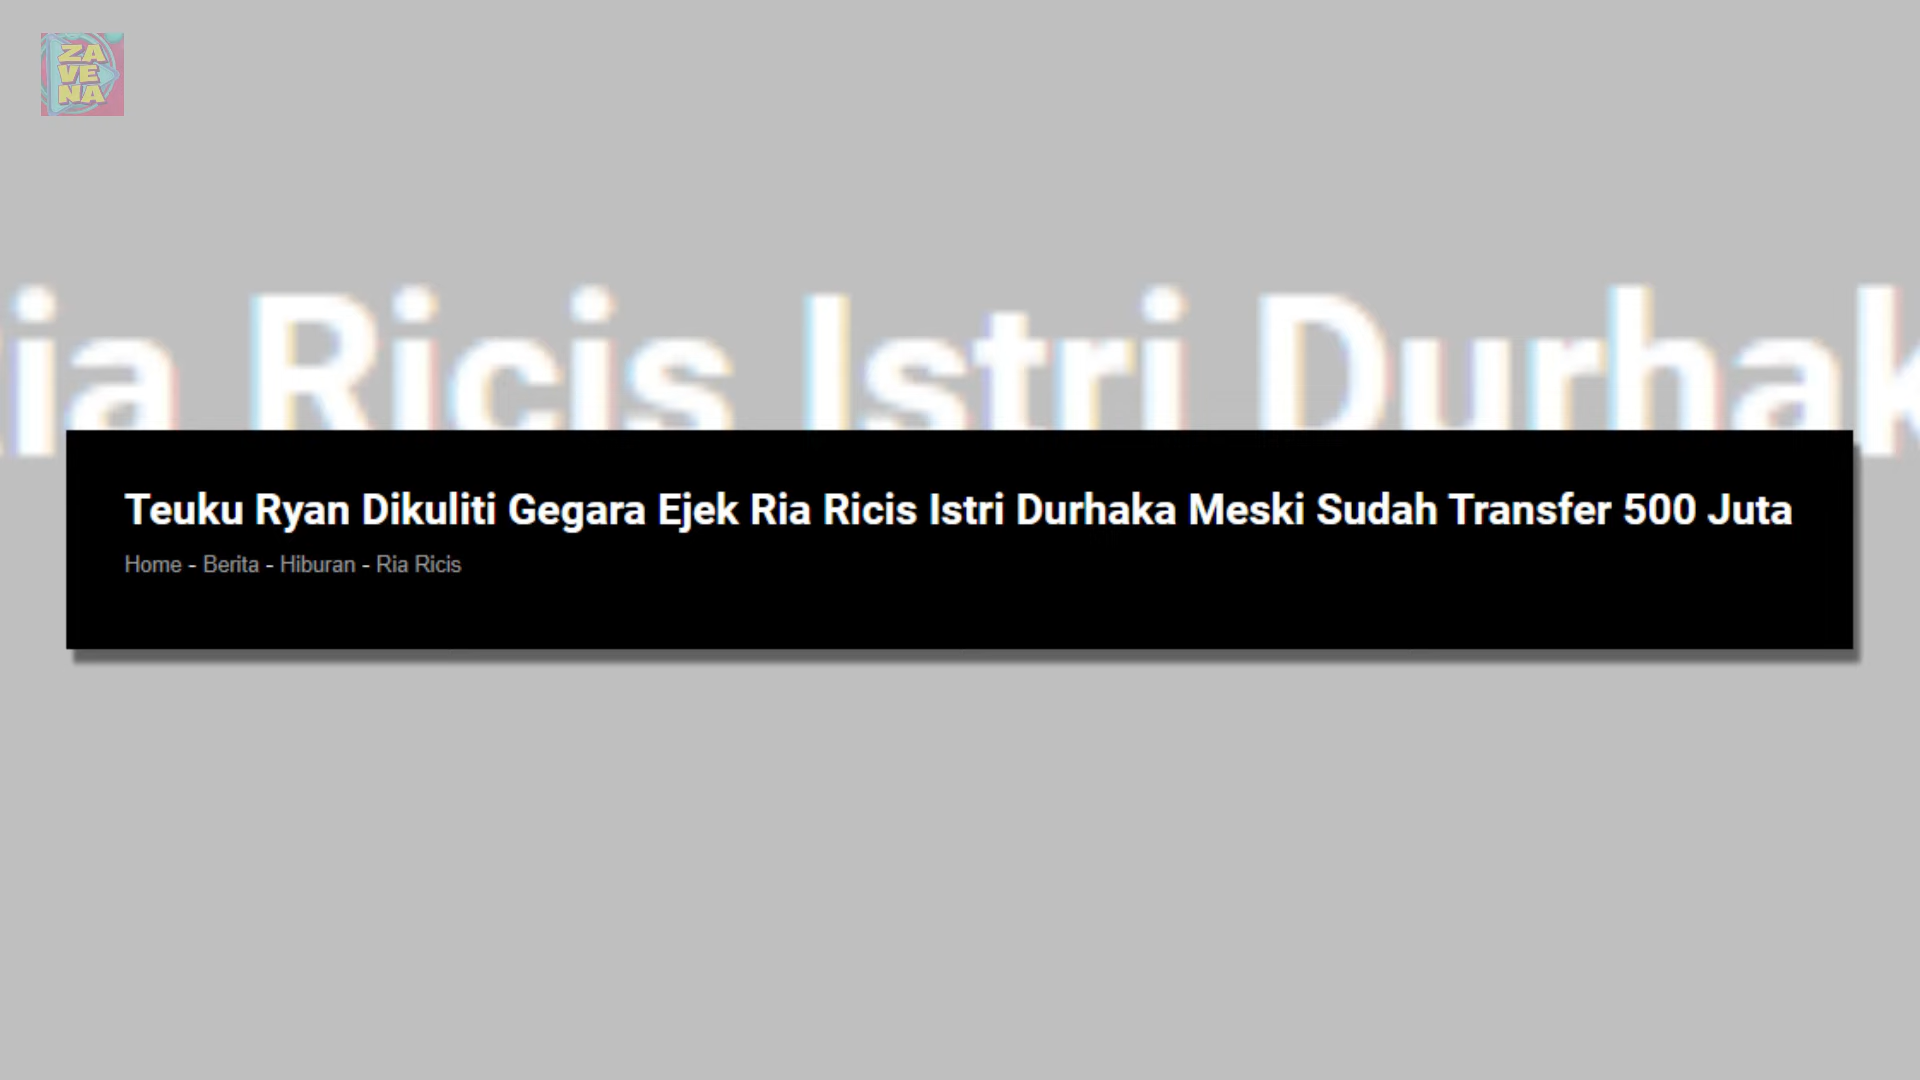 ZA
VE
NA
ia Ricis Istri Durhak
Teuku Ryan Dikuliti Gegara Ejek Ria Ricis Istri Durhaka Meski Sudah Transfer 500 Juta
Home - Berita - Hiburan - Ria Ricis